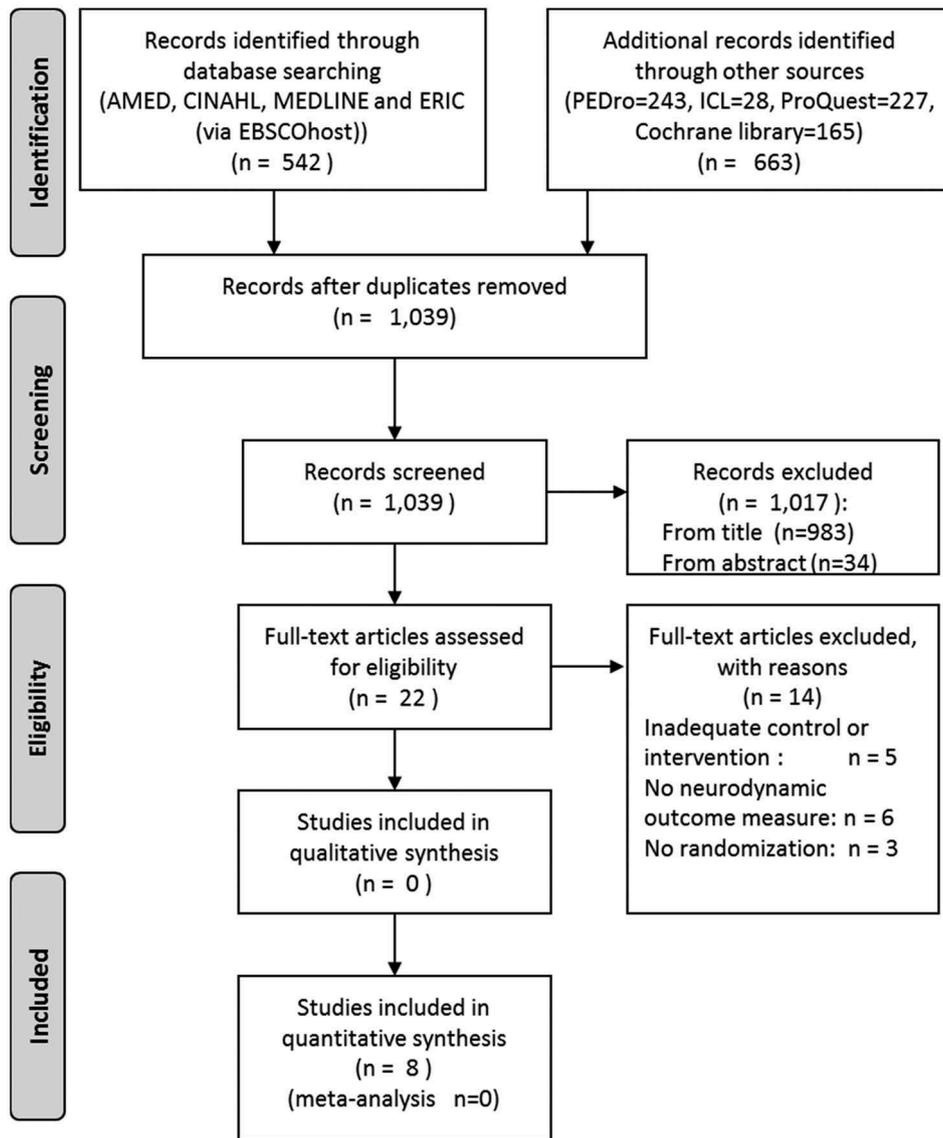 Identification
Records identified through
database searching
(AMED, CINAHL, MEDLINE and ERIC
(via EBSCOhost))
(n = 542 )
Additional records identified
through other sources
(PEDro=243, ICL=28, ProQuest=227,
Cochrane library=165)
(n = 663)
Records after duplicates removed
(n = 1,039)
Screening
Records screened
(n = 1,039 )
Records excluded
(n = 1,017 ):
From title (n=983)
From abstract (n=34)
Eligibility
Full-text articles assessed
for eligibility
(n = 22 )
Full-text articles excluded,
with reasons
(n = 14)
Inadequate control or
intervention : n = 5
No neurodynamic
outcome measure: n = 6
No randomization: n = 3
Studies included in
qualitative synthesis
(n = 0 )
Included
Studies included in
quantitative synthesis
(n = 8 )
(meta-analysis n=0)